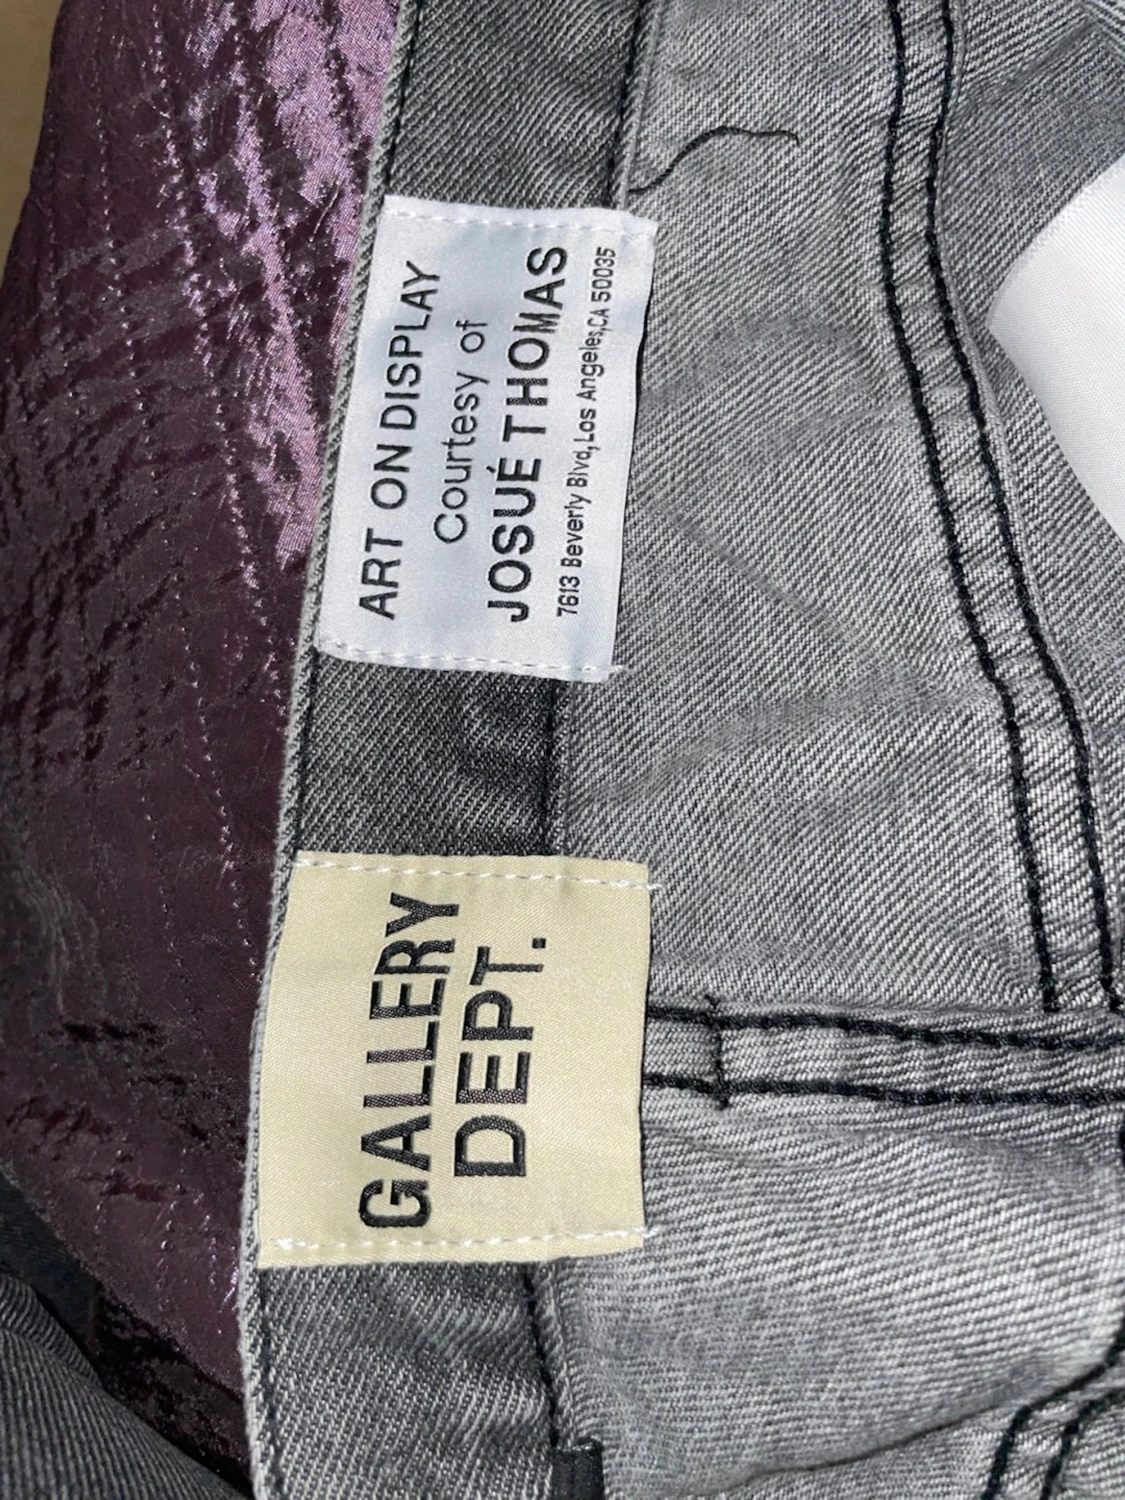 ART ON DISPLAY
Courtesy of
JOSUÉ THOMAS
7613 Beverly Blvd,Los Angeles,CA 50035
GALLERY
DEPT.